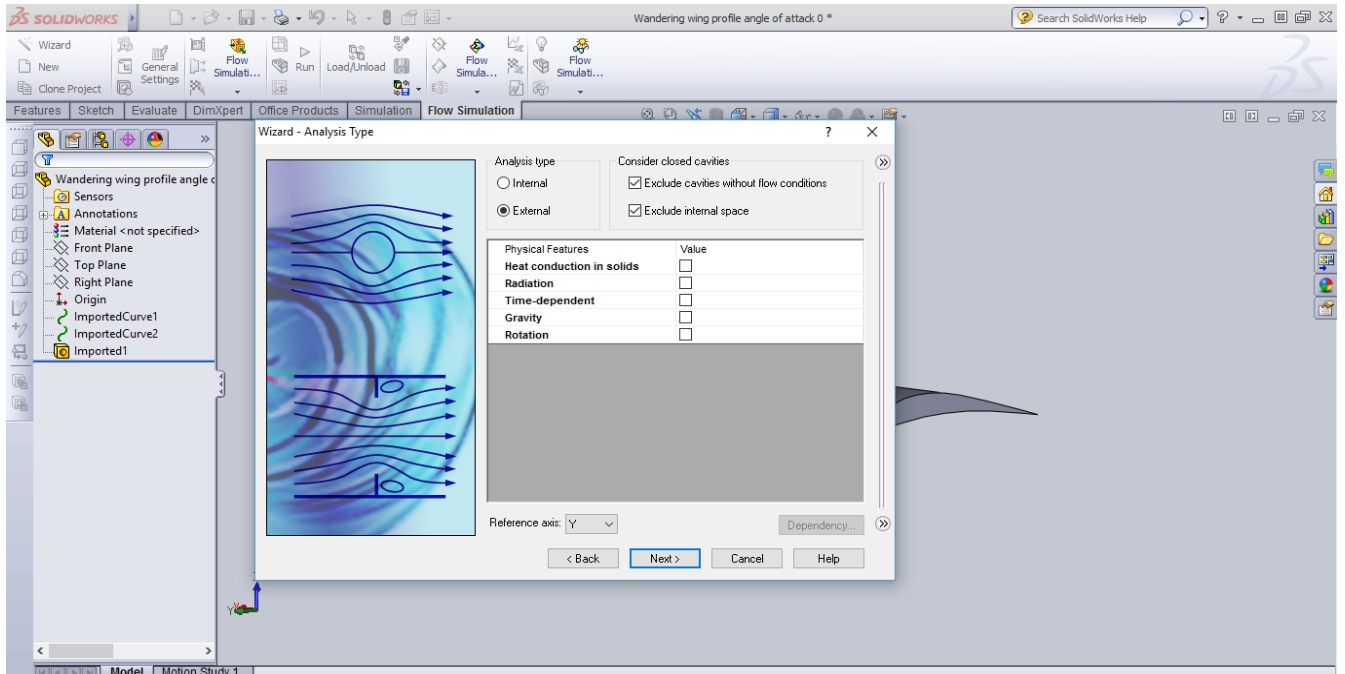 SOLIDWORKS
Wandering wing profile angle of attack 0 *
Search SolidWorks Help
Wizard
New
Clone Project
General Settings
Flow Simulati...
Run
Load/Unload
Flow Simula...
Flow Simulati...
Features Sketch Evaluate DimXpert Office Products Simulation Flow Simulation
Wandering wing profile angle
Sensors
Annotations
Material <not specified>
Front Plane
Top Plane
Right Plane
Origin
ImportedCurve1
ImportedCurve2
Imported1
Wizard - Analysis Type
Analysis type
Internal
External
Consider closed cavities
Exclude cavities without flow conditions
Exclude internal space
Physical Features Value
Heat conduction in solids
Radiation
Time-dependent
Gravity
Rotation
Reference axis: Y
Dependency...
< Back Next > Cancel Help
Y
Model Motion Study 1